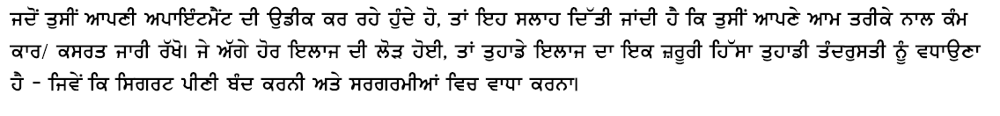 ਜਦੋਂ ਤੁਸੀਂ ਆਪਣੀ ਅਪਾਇੰਟਮੈਂਟ ਦੀ ਉਡੀਕ ਕਰ ਰਹੇ ਹੁੰਦੇ ਹੋ, ਤਾਂ ਇਹ ਸਲਾਹ ਦਿੱਤੀ ਜਾਂਦੀ ਹੈ ਕਿ ਤੁਸੀਂ ਆਪਣੇ ਆਮ ਤਰੀਕੇ ਨਾਲ ਕੰਮ
ਕਾਰ/ ਕਸਰਤ ਜਾਰੀ ਰੱਖੋ। ਜੇ ਅੱਗੇ ਹੋਰ ਇਲਾਜ ਦੀ ਲੋੜ ਹੋਈ, ਤਾਂ ਤੁਹਾਡੇ ਇਲਾਜ ਦਾ ਇਕ ਜ਼ਰੂਰੀ ਹਿੱਸਾ ਤੁਹਾਡੀ ਤੰਦਰੁਸਤੀ ਨੂੰ ਵਧਾਉਣਾ
ਹੈ - ਜਿਵੇਂ ਕਿ ਸਿਗਰਟ ਪੀਣੀ ਬੰਦ ਕਰਨੀ ਅਤੇ ਸਰਗਰਮੀਆਂ ਵਿਚ ਵਾਧਾ ਕਰਨਾ।